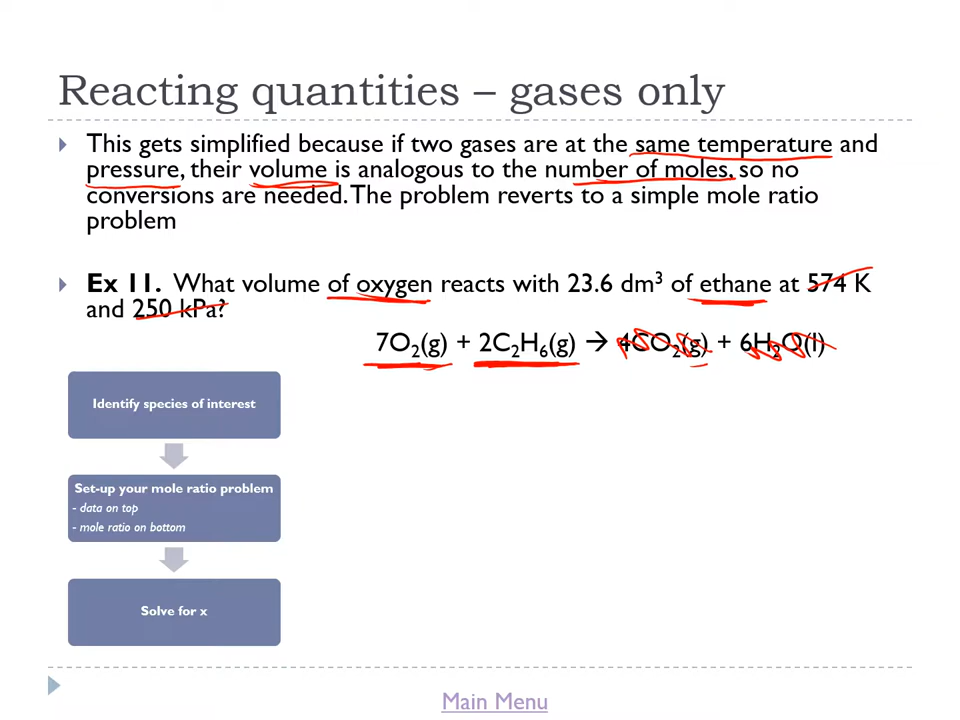 Reacting quantities – gases only
This gets simplified because if two gases are at the same temperature and
pressure, their volume is analogous to the number of moles, so no
conversions are needed. The problem reverts to a simple mole ratio
problem
Ex 11. What volume of oxygen reacts with 23.6 dm³ of ethane at 574 K
and 250 kPa?
7O₂(g) + 2C₂H₆(g) → 4CO₂(g) + 6H₂O(l)
Identify species of interest
Set-up your mole ratio problem
- data on top
- mole ratio on bottom
Solve for x
Main Menu